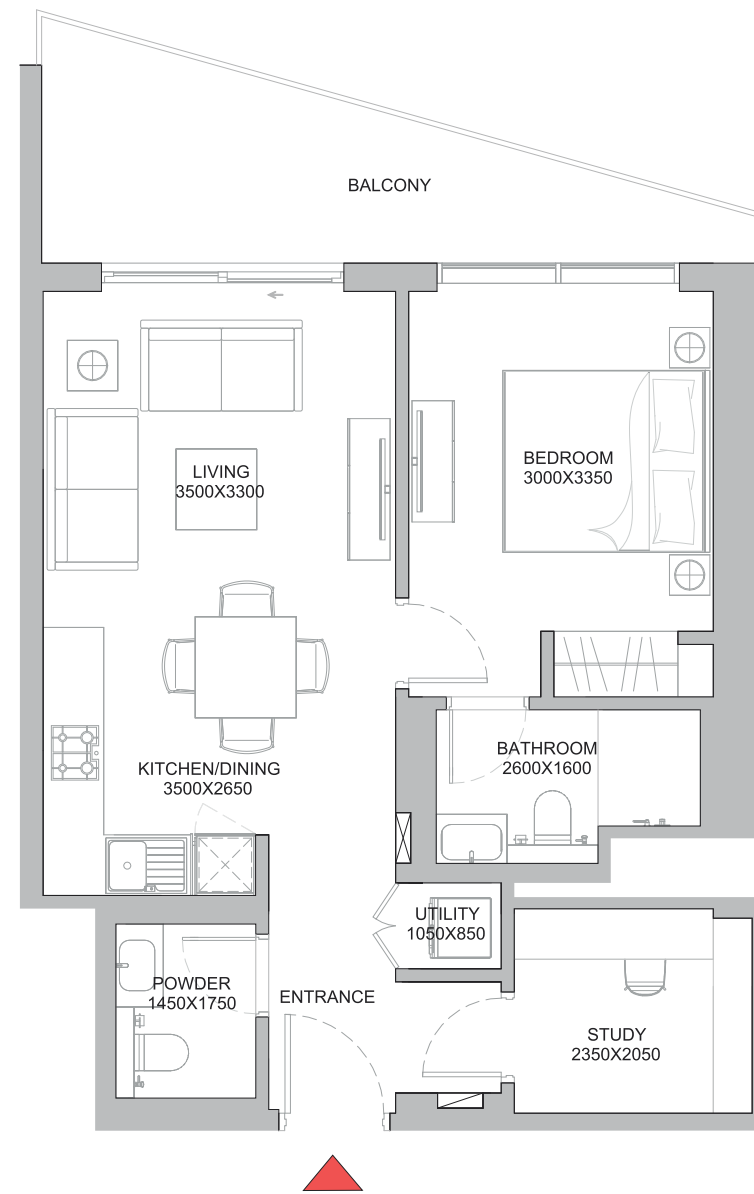 BALCONY
LIVING
3500X3300
BEDROOM
3000X3350
KITCHEN/DINING
3500X2650
BATHROOM
2600X1600
UTILITY
1050X850
POWDER
1450X1750
ENTRANCE
STUDY
2350X2050